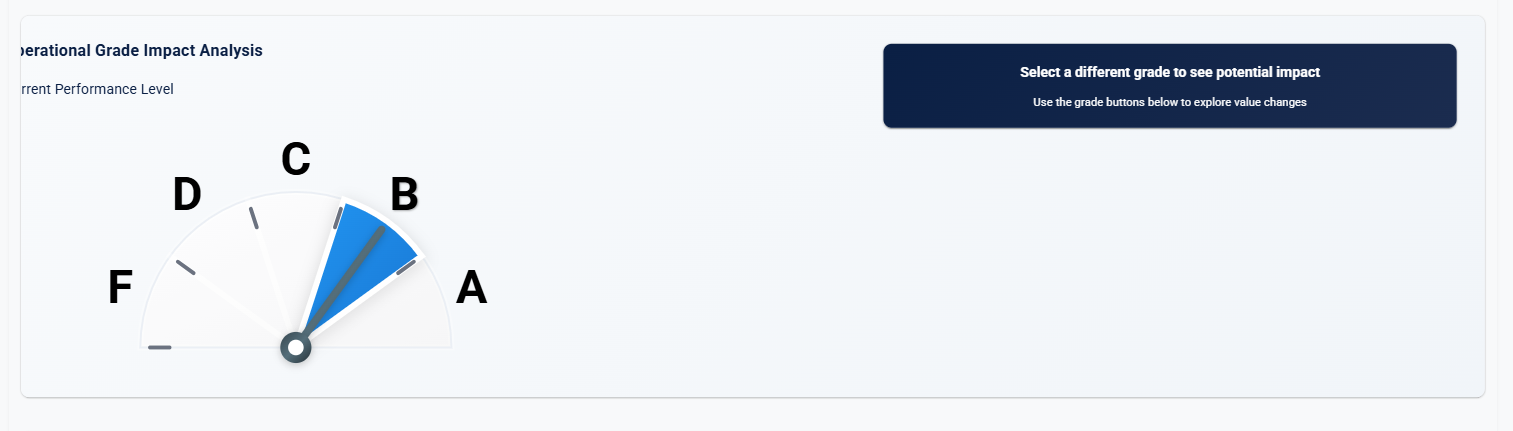 perational Grade Impact Analysis
rrent Performance Level
Select a different grade to see potential impact
Use the grade buttons below to explore value changes
C
D
B
F
A